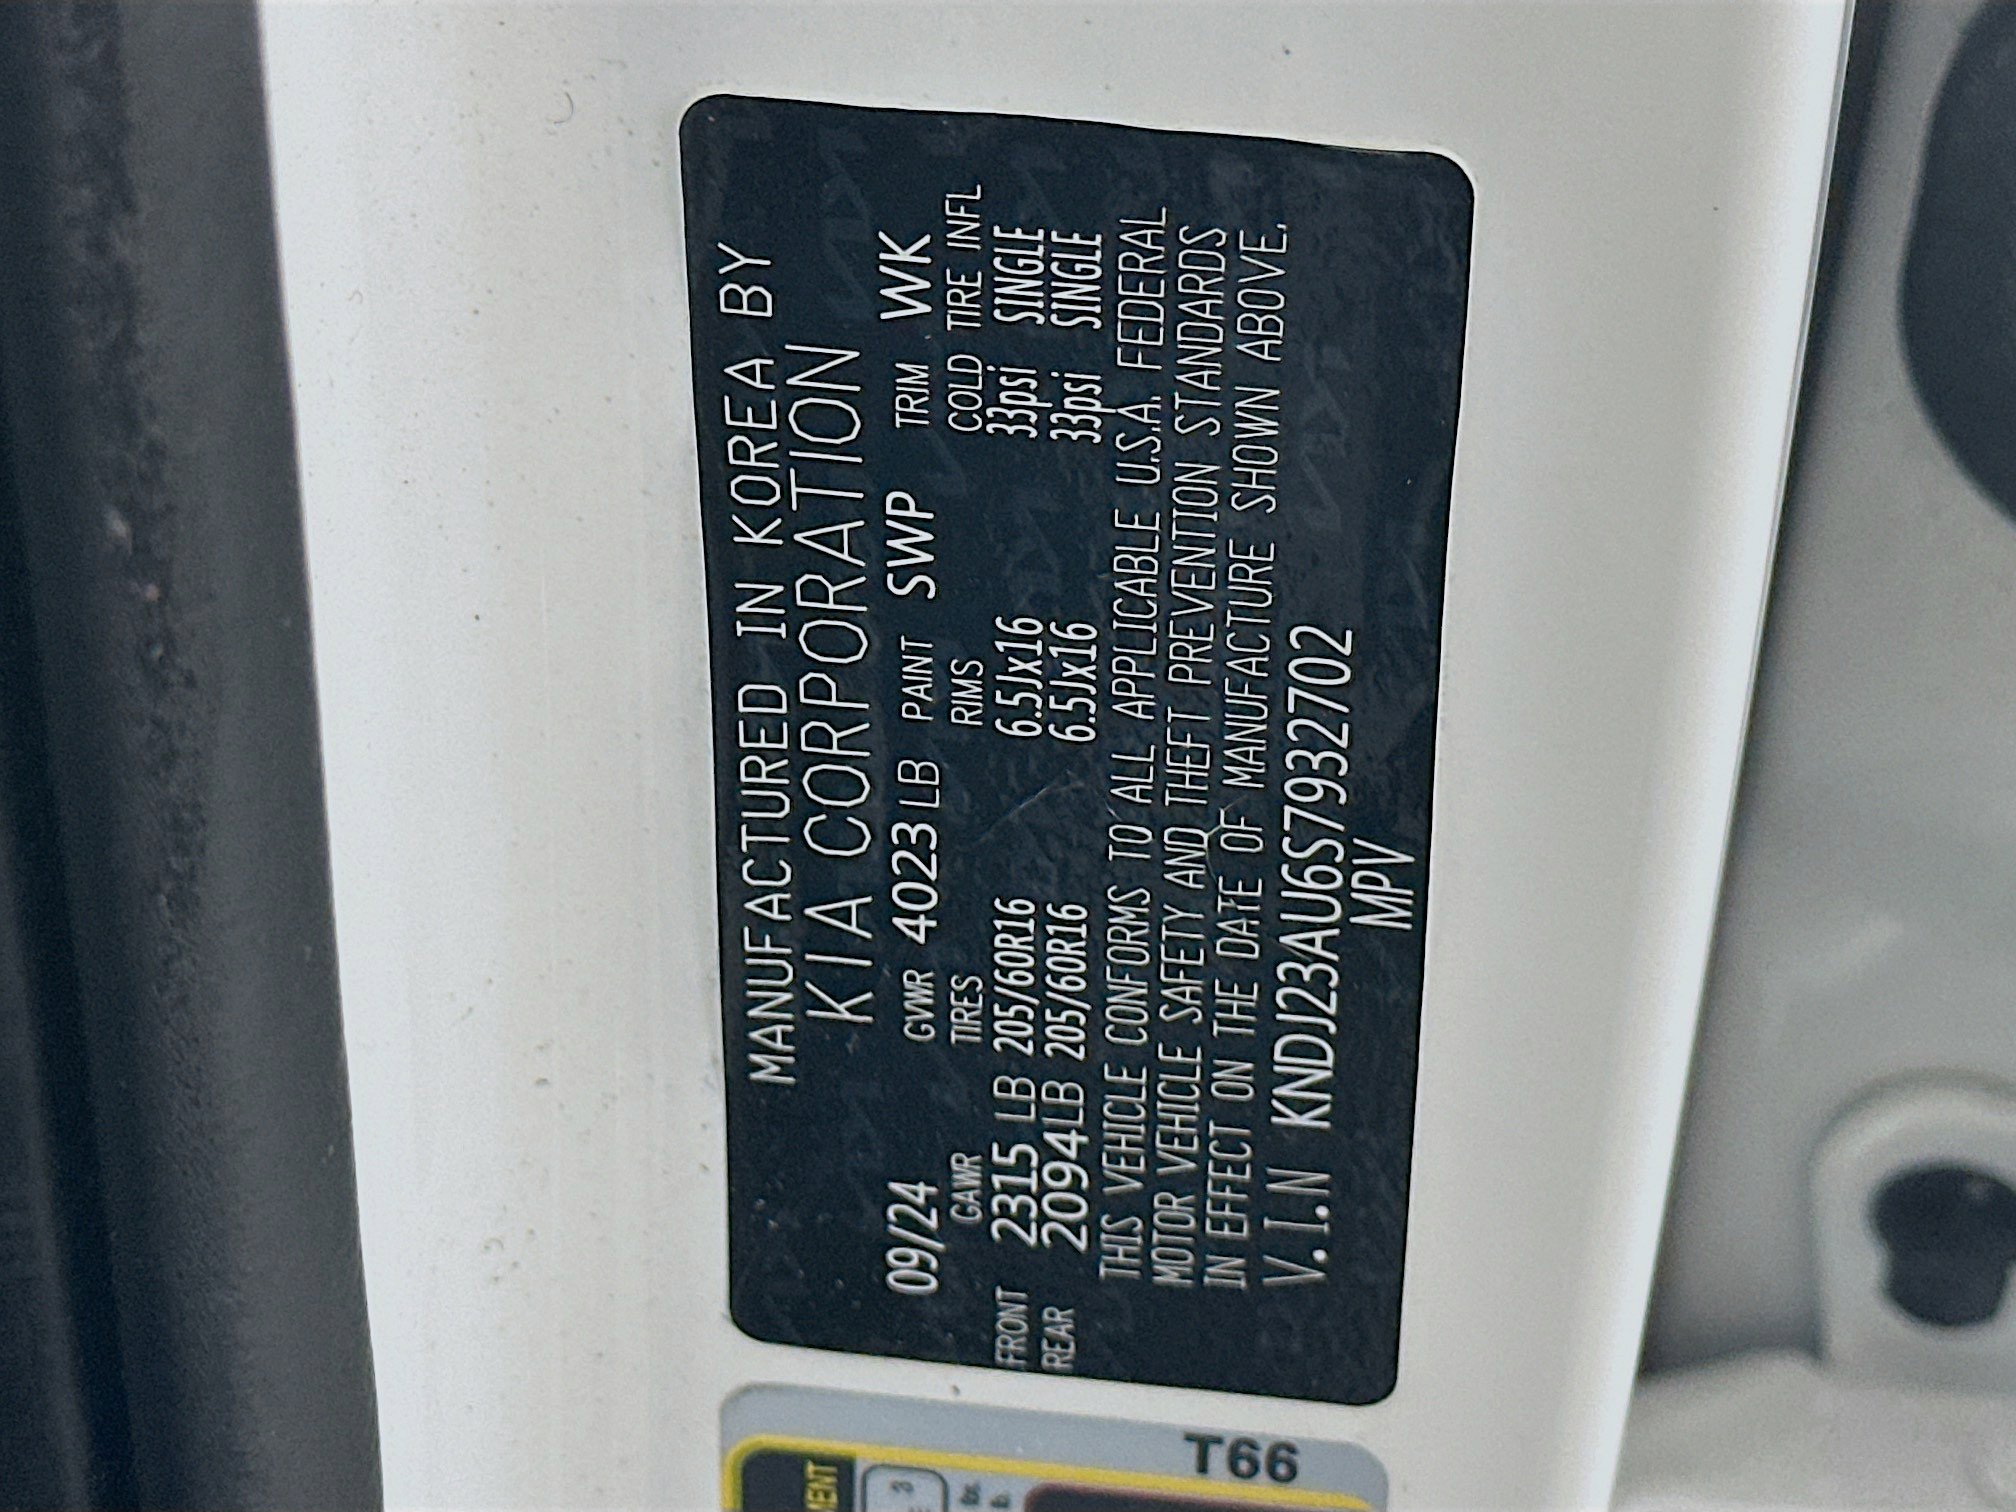 MANUFACTURED IN KOREA BY
KIA CORPORATION
09/24 GVWR 4023 LB PAINT SWP TRIM WK
GAWR TIRES RIMS COLD TIRE INFL
FRONT 2315 LB 205/60R16 6.5Jx16 33psi SINGLE
REAR 2094LB 205/60R16 6.5Jx16 33psi SINGLE
THIS VEHICLE CONFORMS TO ALL APPLICABLE U.S.A. FEDERAL
MOTOR VEHICLE SAFETY AND THEFT PREVENTION STANDARDS
IN EFFECT ON THE DATE OF MANUFACTURE SHOWN ABOVE.
V.I.N KNDJ23AU6S7932702
MPV
T66
3